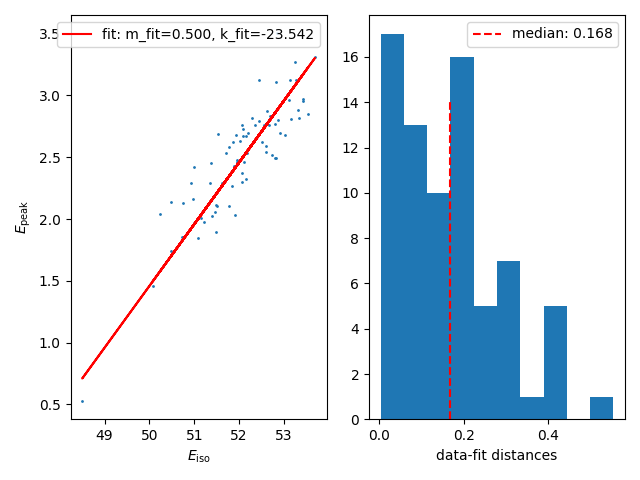 fit: m_fit=0.500, k_fit=-23.542
3.5
3.0
2.5
2.0
1.5
1.0
0.5
E_peak
49 50 51 52 53
E_iso
median: 0.168
16
14
12
10
8
6
4
2
0
0.0 0.2 0.4
data-fit distances